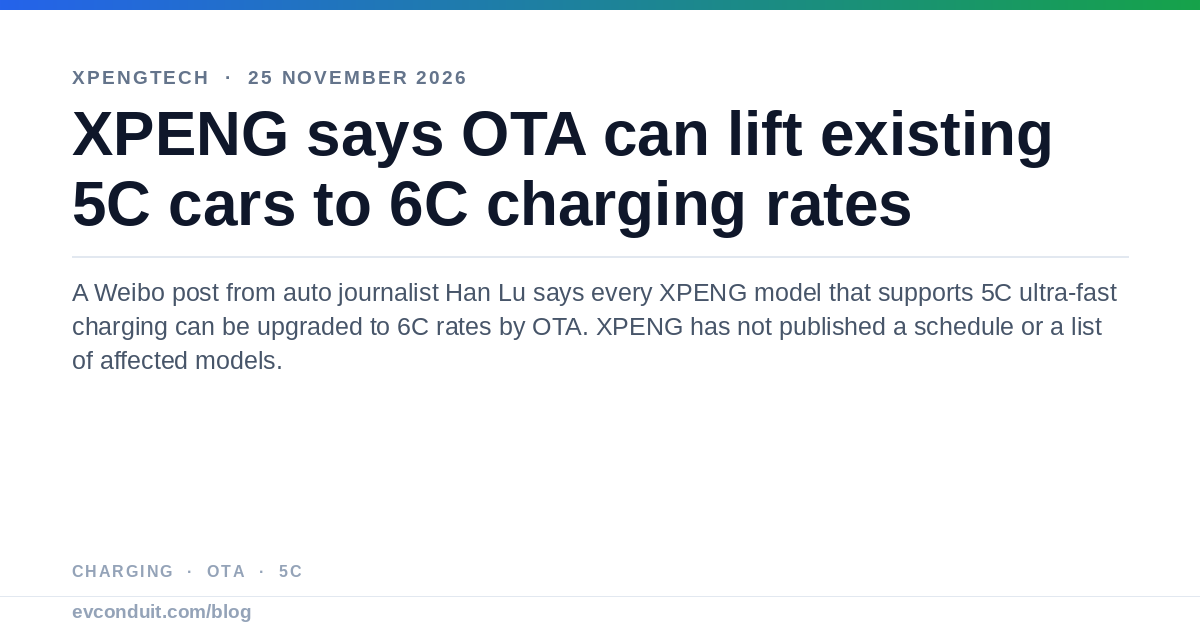 XPENGTECH · 25 NOVEMBER 2026
XPENG says OTA can lift existing
5C cars to 6C charging rates
A Weibo post from auto journalist Han Lu says every XPENG model that supports 5C ultra-fast
charging can be upgraded to 6C rates by OTA. XPENG has not published a schedule or a list
of affected models.
CHARGING · OTA · 5C
evconduit.com/blog